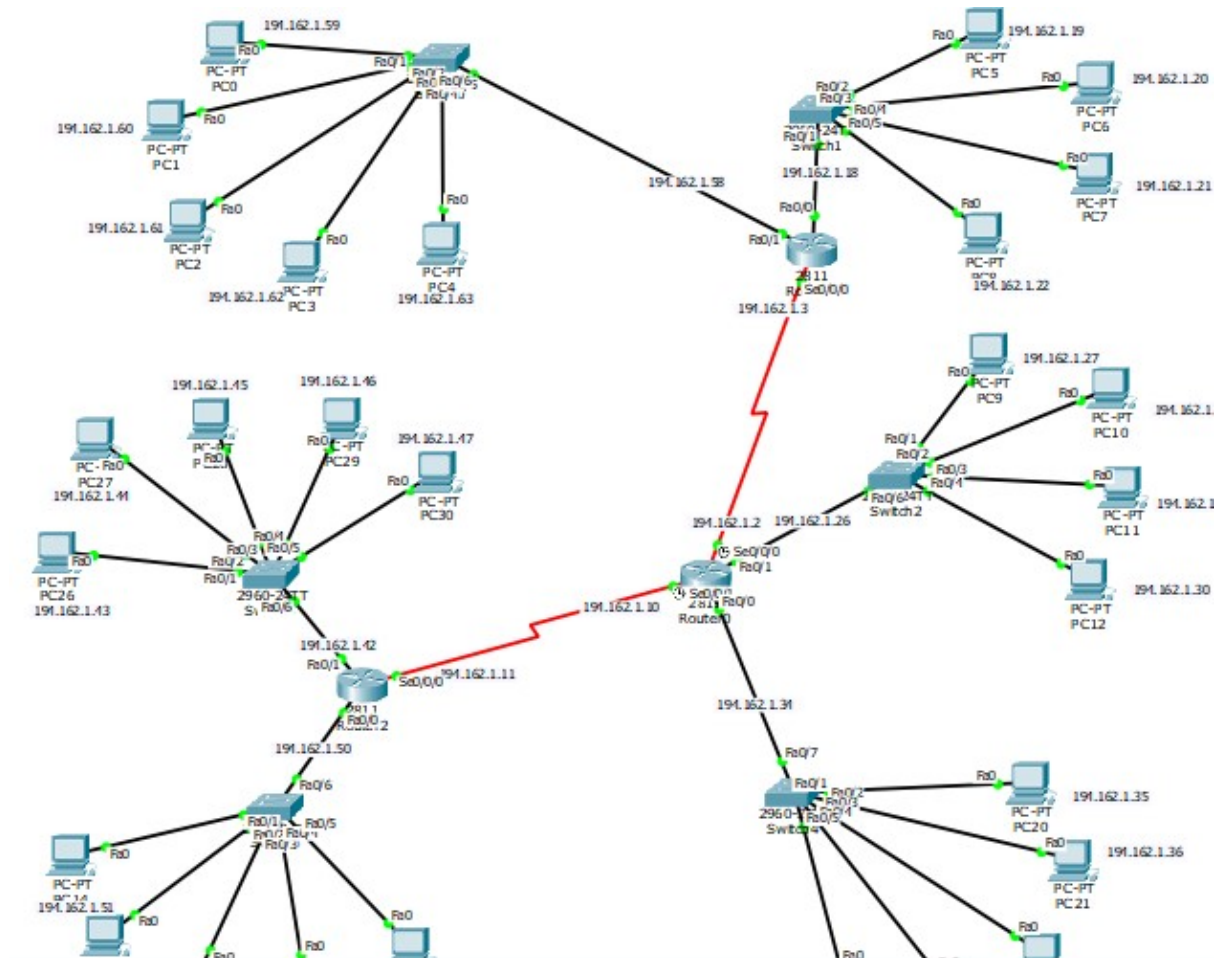 194.162.1.59
Fa0
PC-PT
PC0
Fa0/1
194.162.1.60
Fa0
PC-PT
PC1
194.162.1.61
Fa0
PC-PT
PC2
Fa0
194.162.1.62
PC-PT
PC3
Fa0
PC-PT
PC4
194.162.1.63
194.162.1.58
Fa0/1
Fa0/0
2811
Se0/0/0
194.162.1.3
194.162.1.18
Fa0/1
Switch1
Fa0/2
Fa0/3
Fa0/4
Fa0/5
Fa0
194.162.1.19
PC-PT
PC5
Fa0
194.162.1.20
PC-PT
PC6
Fa0
194.162.1.21
PC-PT
PC7
Fa0
PC-PT
194.162.1.22
194.162.1.27
Fa0
PC-PT
PC9
Fa0
PC-PT
PC10
Fa0
PC-PT
PC11
Fa0
194.162.1.30
PC-PT
PC12
Fa0/1
Fa0/2
Fa0/3
Fa0/4
Fa0/6
Switch2
194.162.1.26
194.162.1.2
Se0/0/0
Fa0/1
Fa0/0
Router0
194.162.1.10
194.162.1.11
Se0/0/0
194.162.1.45
194.162.1.46
194.162.1.47
Fa0
PC27
194.162.1.44
Fa0
Fa0
PC29
Fa0
PC-PT
PC30
Fa0
PC-PT
PC26
194.162.1.43
Fa0/4
Fa0/3
Fa0/5
Fa0/2
Fa0/1
2960-24TT
Fa0/6
194.162.1.42
Fa0/1
2811
Fa0/0
194.162.1.50
Fa0/6
Fa0/1
Fa0/5
Fa0/3
Fa0
PC-PT
194.162.1.51
Fa0
Fa0
Fa0
Fa0
194.162.1.34
Fa0/7
Fa0/1
Fa0/2
Fa0/3
Fa0/5
Switch4
Fa0
194.162.1.35
PC-PT
PC20
Fa0
194.162.1.36
PC-PT
PC21
Fa0
Fa0